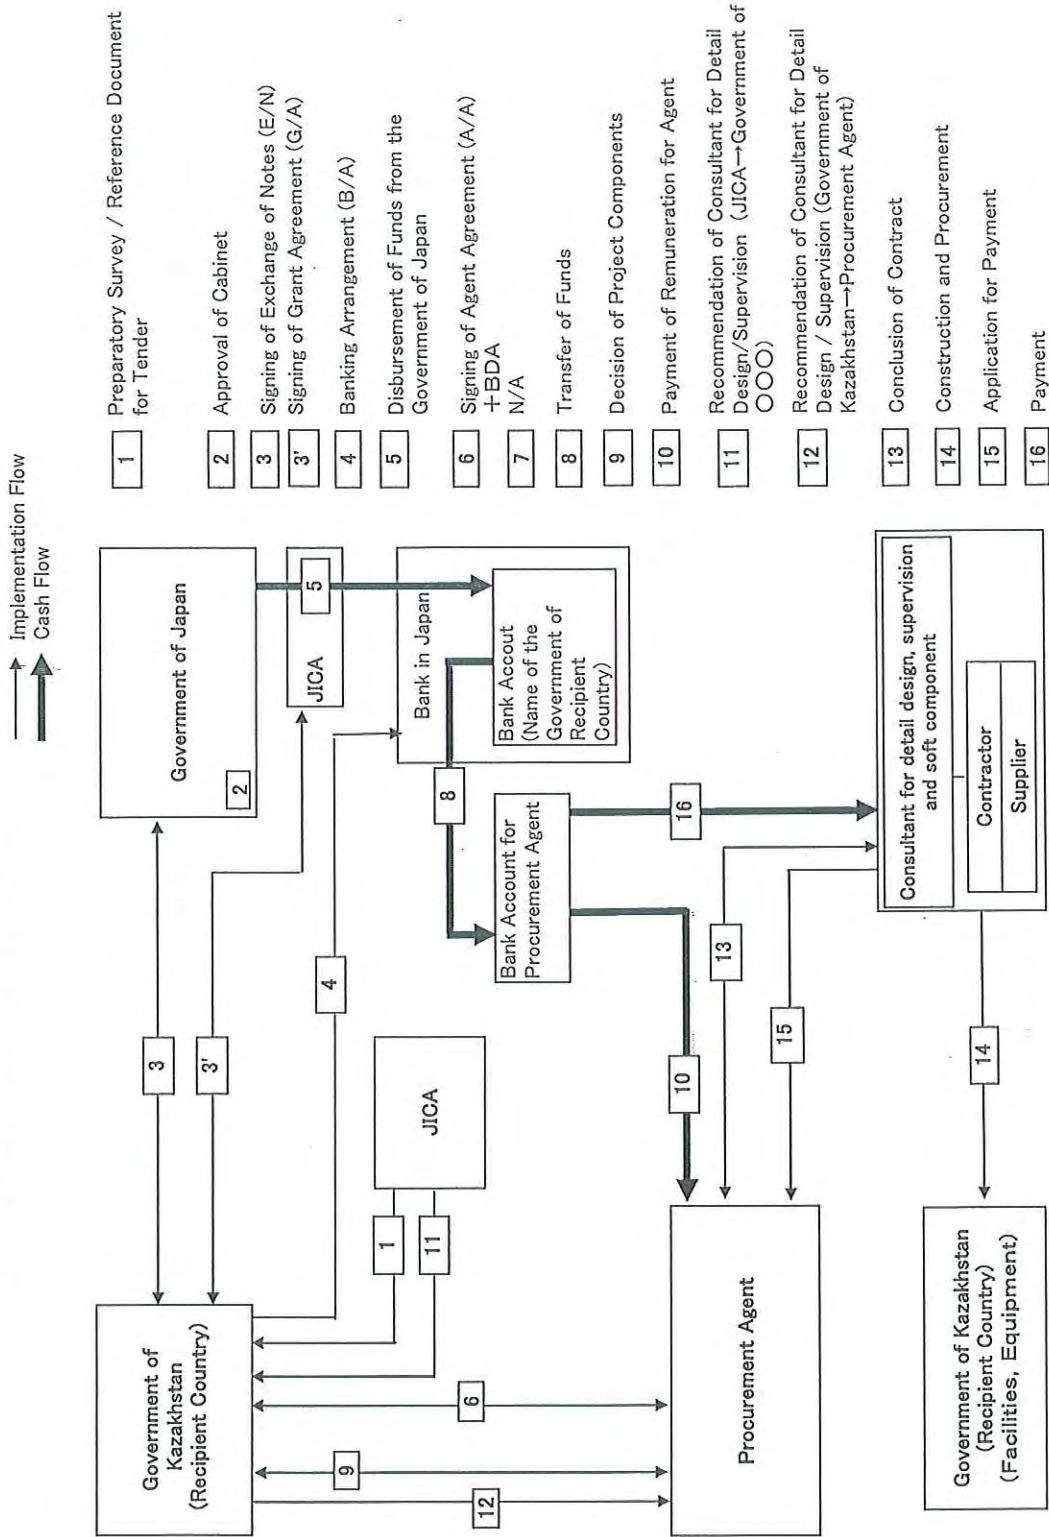 Implementation Flow
Cash Flow
Government of
Kazakhstan
(Recipient Country)
3
3'
Government of Japan
2
JICA
5
4
Bank in Japan
Bank Accout
(Name of the
Government of
Recipient
Country)
8
Bank Account for
Procurement Agent
JICA
1
11
9
12
6
10
16
13
15
Procurement Agent
Consultant for detail design, supervision
and soft component
Contractor
Supplier
14
Government of Kazakhstan
(Recipient Country)
(Facilities, Equipment)
1 Preparatory Survey / Reference Document
for Tender
2 Approval of Cabinet
3 Signing of Exchange of Notes (E/N)
3' Signing of Grant Agreement (G/A)
4 Banking Arrangement (B/A)
5 Disbursement of Funds from the
Government of Japan
6 Signing of Agent Agreement (A/A)
+BDA
7 N/A
8 Transfer of Funds
9 Decision of Project Components
10 Payment of Remuneration for Agent
11 Recommendation of Consultant for Detail
Design/Supervision (JICA→Government of
○○○)
12 Recommendation of Consultant for Detail
Design / Supervision (Government of
Kazakhstan→Procurement Agent)
13 Conclusion of Contract
14 Construction and Procurement
15 Application for Payment
16 Payment